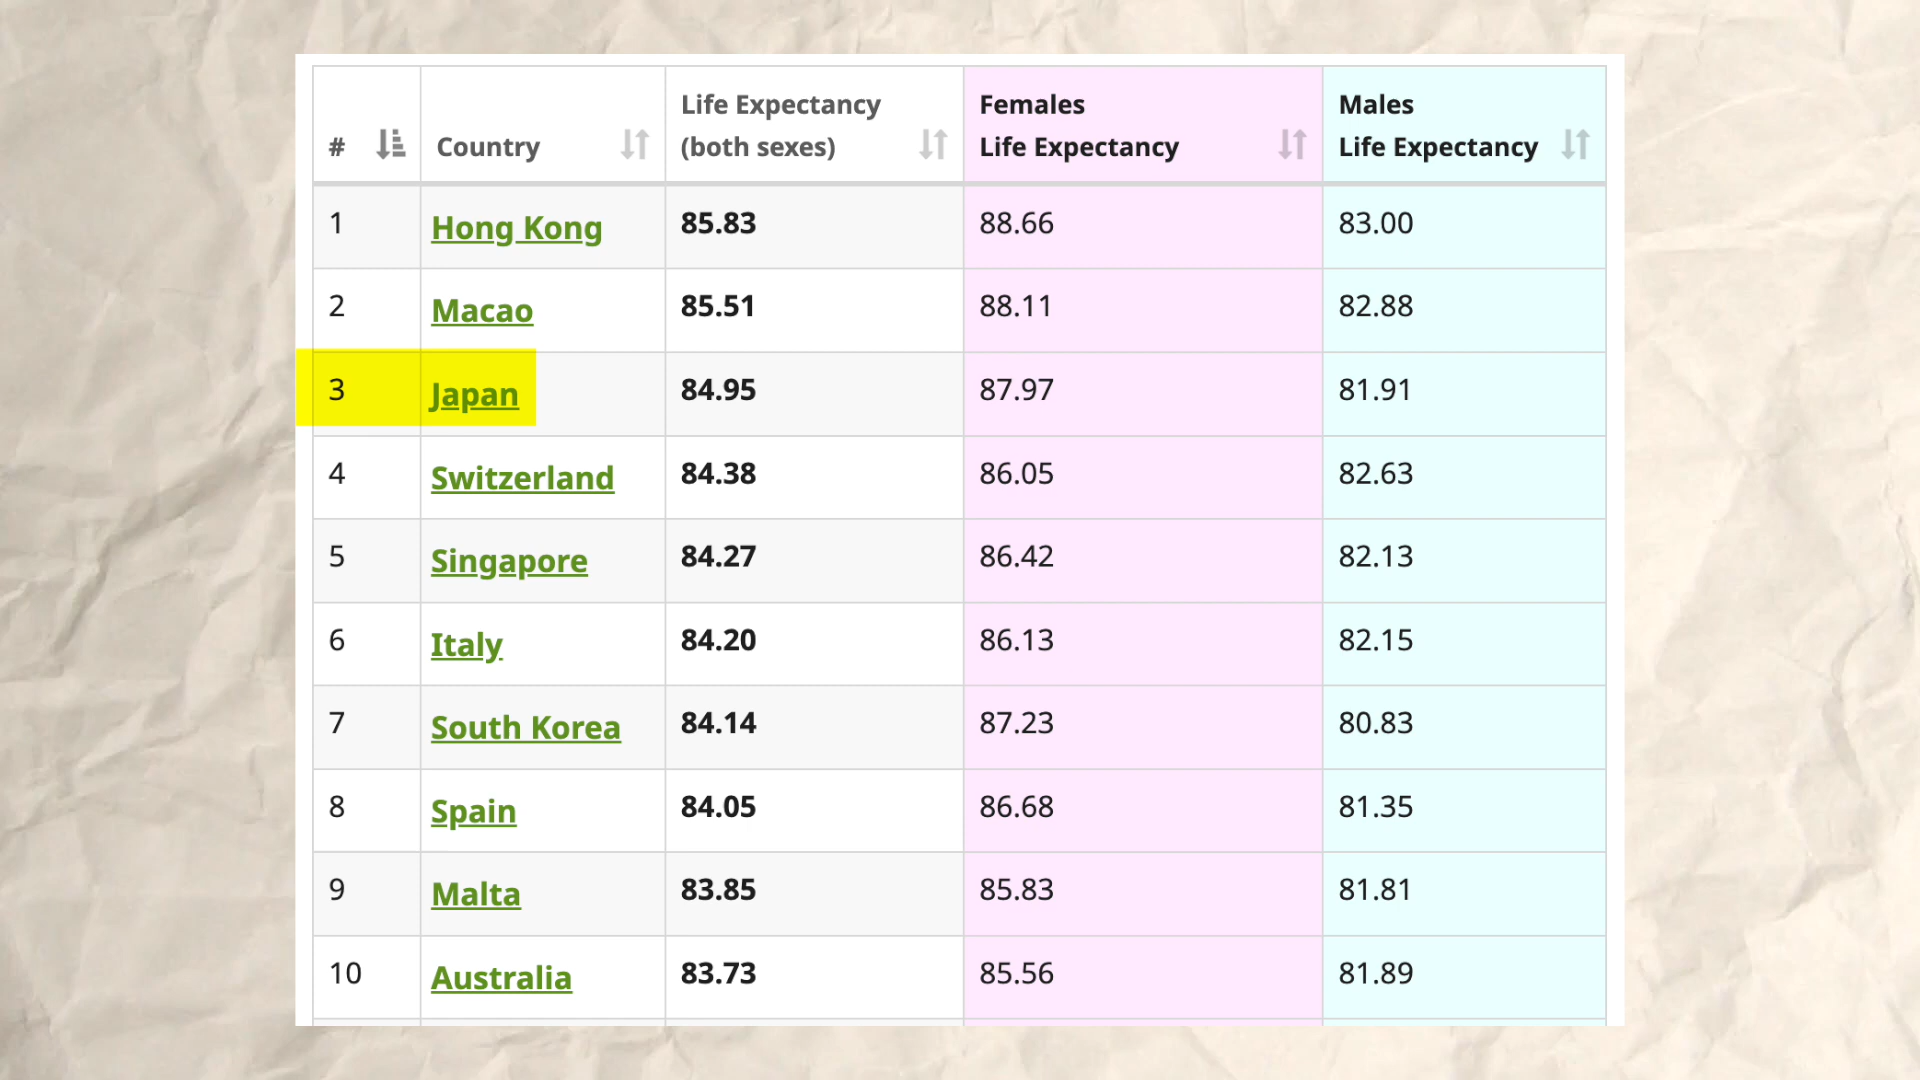 # Country Life Expectancy (both sexes) Females Life Expectancy Males Life Expectancy
1 Hong Kong 85.83 88.66 83.00
2 Macao 85.51 88.11 82.88
3 Japan 84.95 87.97 81.91
4 Switzerland 84.38 86.05 82.63
5 Singapore 84.27 86.42 82.13
6 Italy 84.20 86.13 82.15
7 South Korea 84.14 87.23 80.83
8 Spain 84.05 86.68 81.35
9 Malta 83.85 85.83 81.81
10 Australia 83.73 85.56 81.89